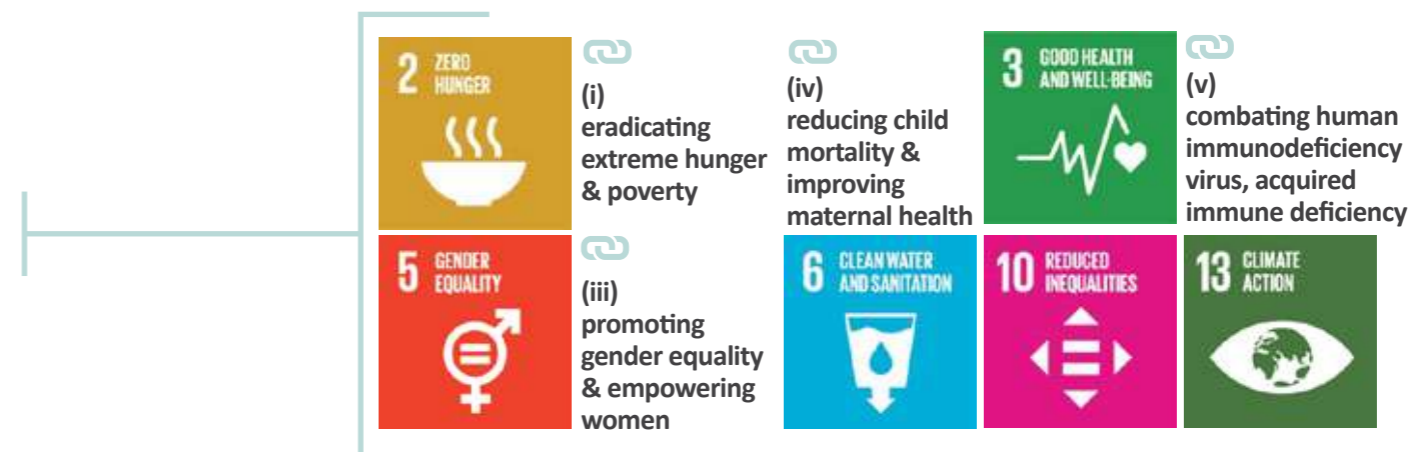 2 ZERO
HUNGER
(i)
eradicating
extreme hunger
& poverty
(iv)
reducing child
mortality &
improving
maternal health
3 GOOD HEALTH
AND WELL-BEING
(v)
combating human
immunodeficiency
virus, acquired
immune deficiency
5 GENDER
EQUALITY
(iii)
promoting
gender equality
& empowering
women
6 CLEAN WATER
AND SANITATION
10 REDUCED
INEQUALITIES
13 CLIMATE
ACTION